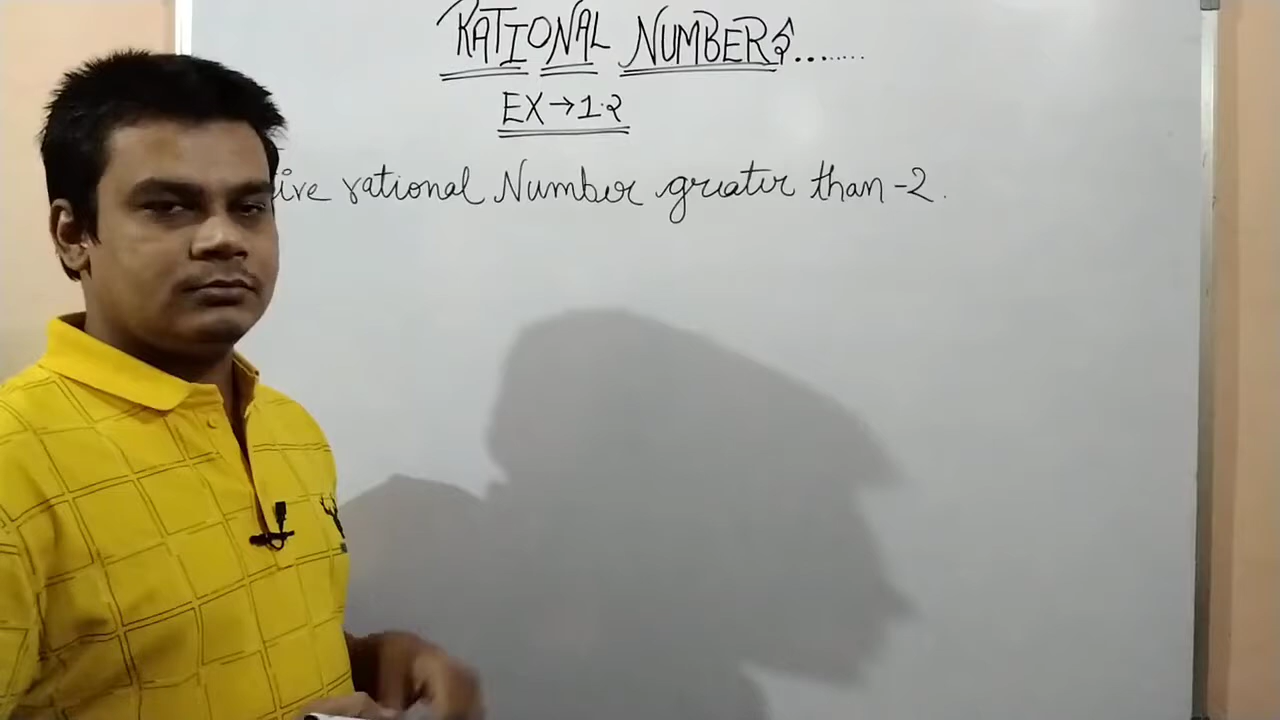 RATIONAL NUMBERS........
EX→1.2
ive rational Number greater than -2.